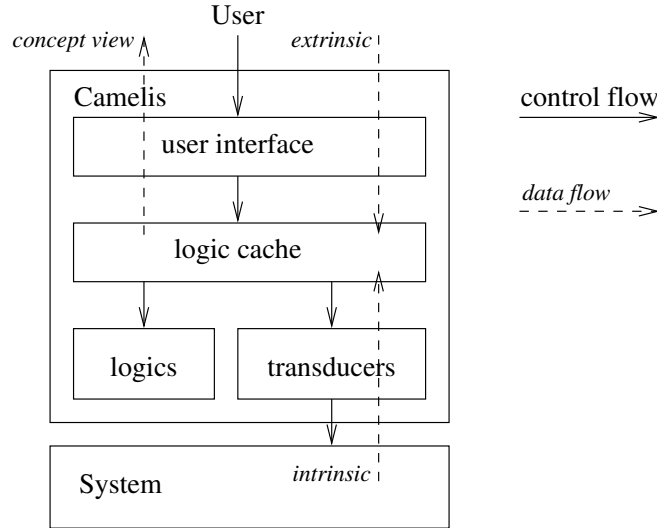 User
concept view
extrinsic
Camelis
control flow
user interface
data flow
logic cache
logics
transducers
intrinsic
System